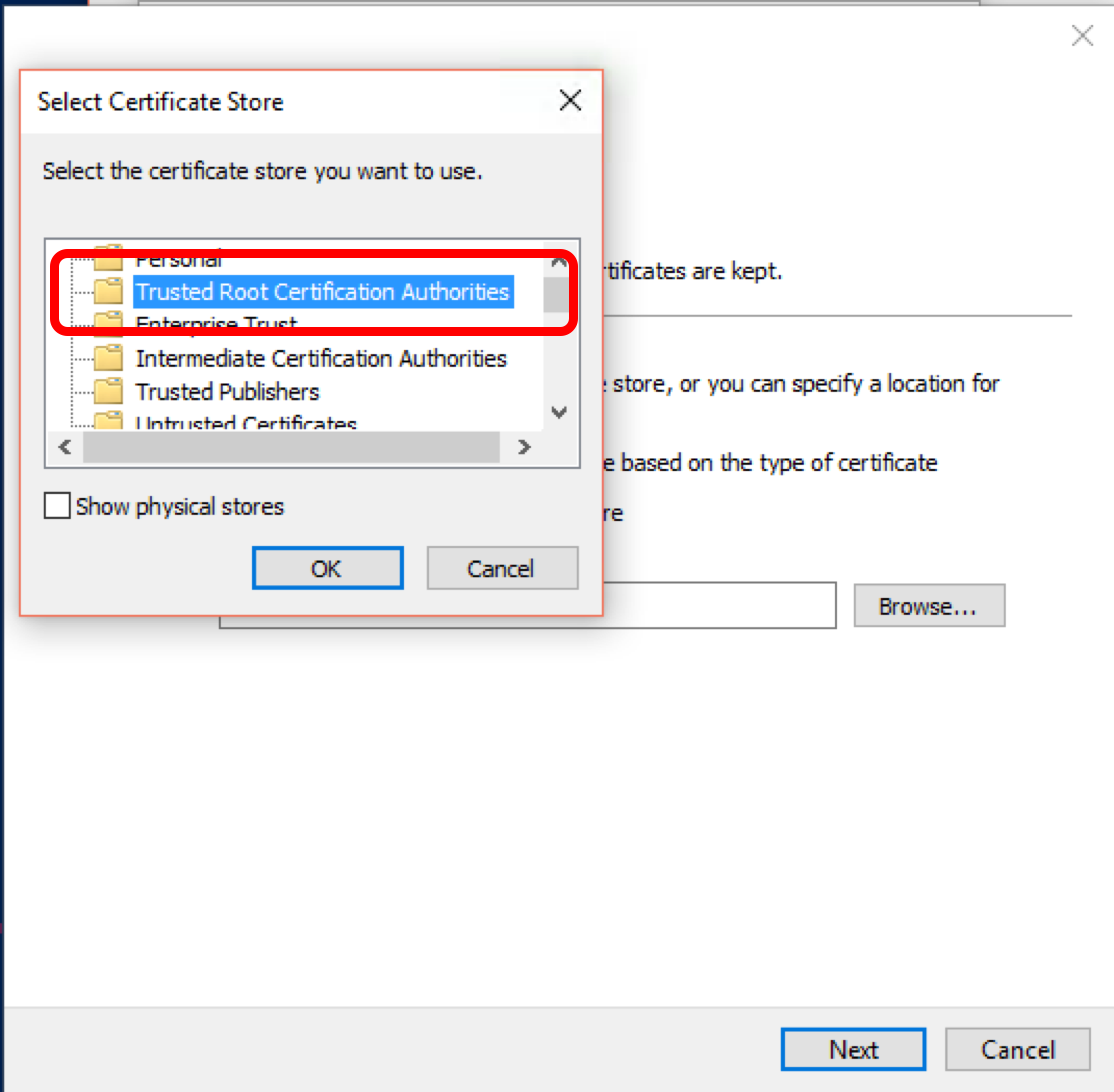 Select Certificate Store
Select the certificate store you want to use.
Personal
Trusted Root Certification Authorities
Enterprise Trust
Intermediate Certification Authorities
Trusted Publishers
Untrusted Certificates
Show physical stores
OK Cancel
tificates are kept.
store, or you can specify a location for
e based on the type of certificate
re
Browse...
Next Cancel